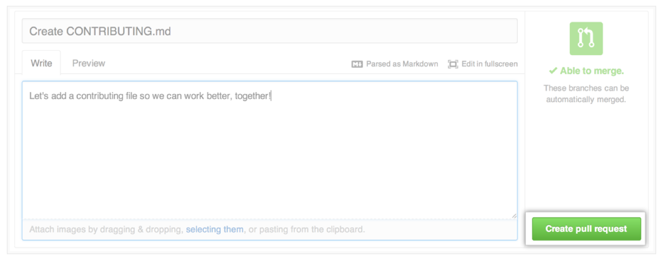 Create CONTRIBUTING.md
Write
Preview
Parsed as Markdown
Edit in fullscreen
Let's add a contributing file so we can work better, together!
Attach images by dragging & dropping, selecting them, or pasting from the clipboard.
Able to merge.
These branches can be
automatically merged.
Create pull request